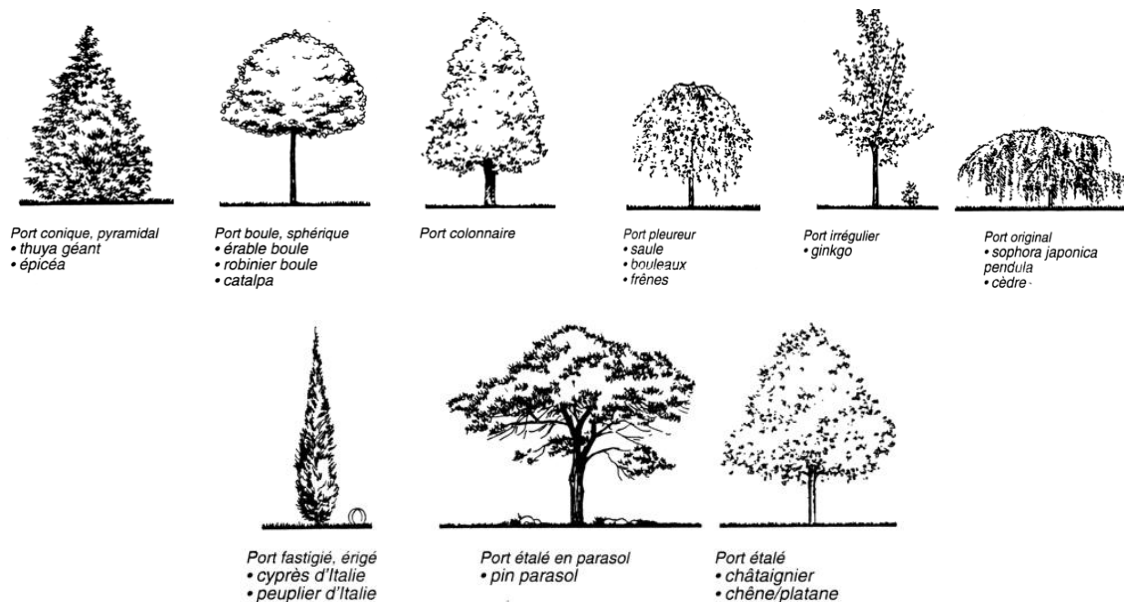 Port conique, pyramidal
• thuya géant
• épicéa
Port boule, sphérique
• érable boule
• robinier boule
• catalpa
Port colonnaire
Port pleureur
• saule
• bouleaux
• frênes
Port irrégulier
• ginkgo
Port original
• sophora japonica
pendula
• cèdre
Port fastigié, érigé
• cyprès d'Italie
• peuplier d'Italie
Port étalé en parasol
• pin parasol
Port étalé
• châtaignier
• chêne/platane